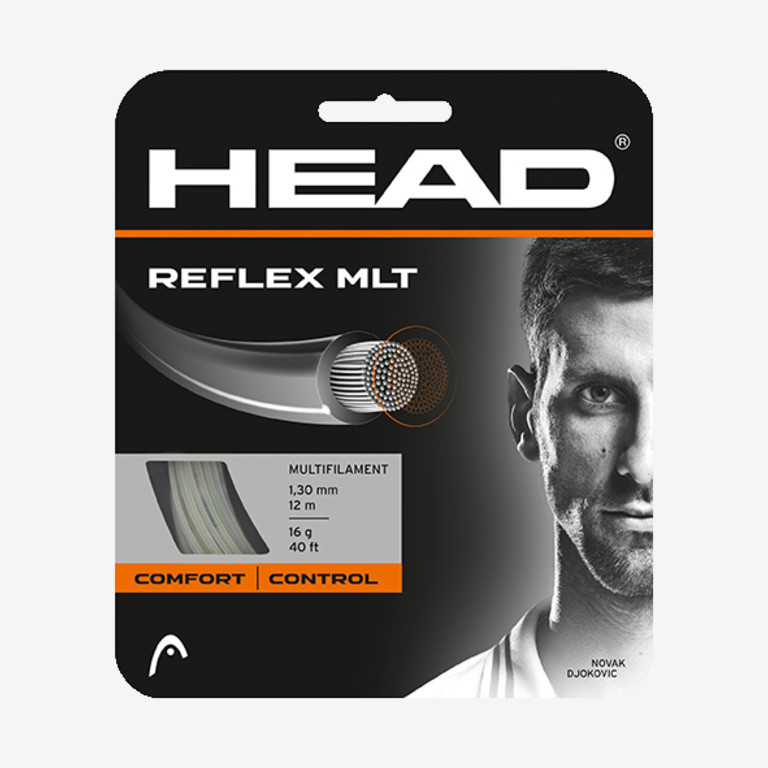 HEAD®
REFLEX MLT
MULTIFILAMENT
1,30 mm
12 m
16 g
40 ft
COMFORT | CONTROL
NOVAK
DJOKOVIC